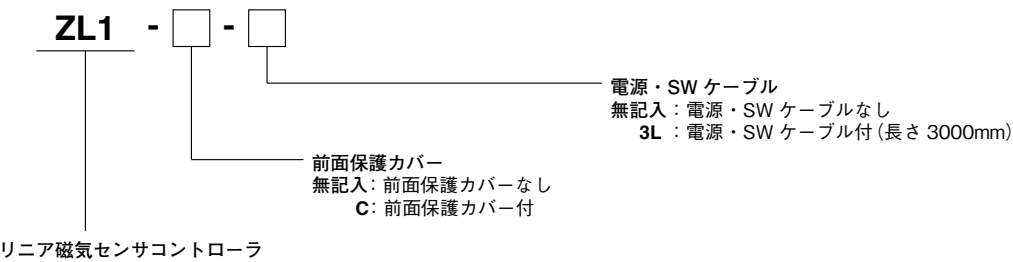 ZL1 - □ - □
電源・SW ケーブル
無記入：電源・SW ケーブルなし
3L ：電源・SW ケーブル付（長さ 3000mm）
前面保護カバー
無記入：前面保護カバーなし
C：前面保護カバー付
リニア磁気センサコントローラ